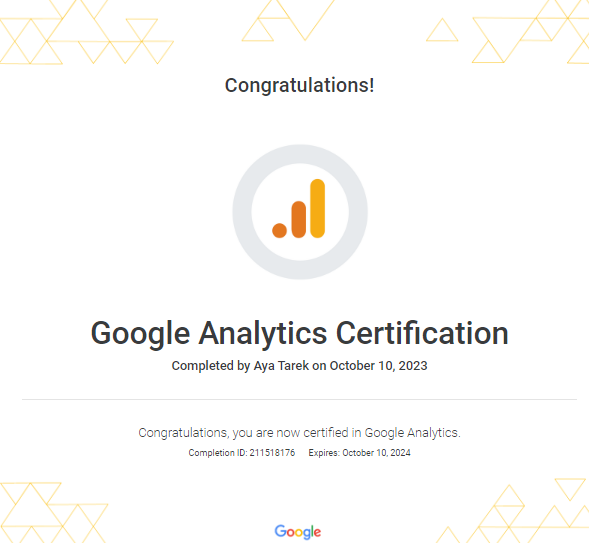 Congratulations!
Google Analytics Certification
Completed by Aya Tarek on October 10, 2023
Congratulations, you are now certified in Google Analytics.
Completion ID: 211518176 Expires: October 10, 2024
Google